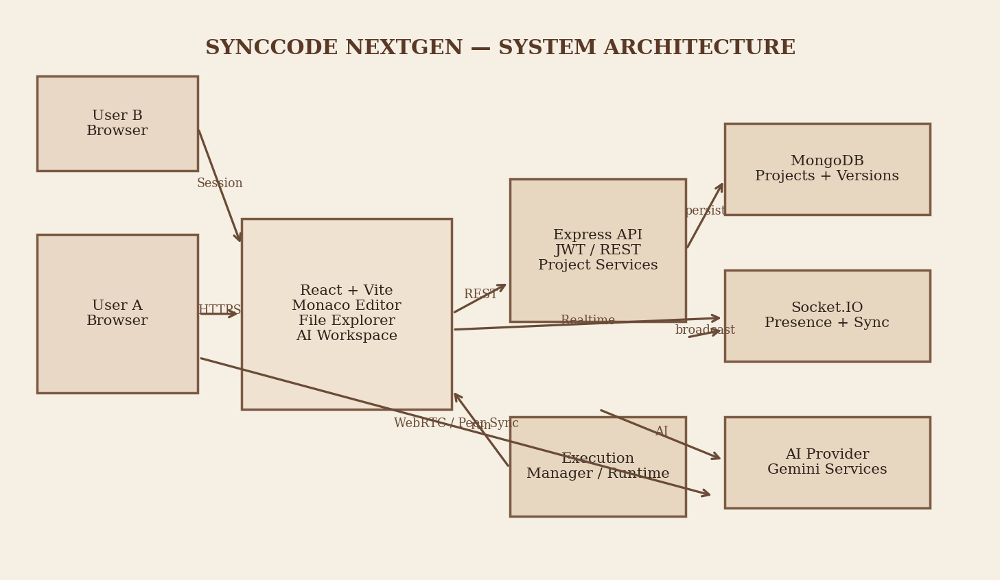 SYNCCODE NEXTGEN — SYSTEM ARCHITECTURE
User B
Browser
Session
User A
Browser
HTTPS
React + Vite
Monaco Editor
File Explorer
AI Workspace
REST
Express API
JWT / REST
Project Services
persist
MongoDB
Projects + Versions
Realtime
broadcast
Socket.IO
Presence + Sync
WebRTC / Peer Sync
run
Execution
Manager / Runtime
AI
AI Provider
Gemini Services